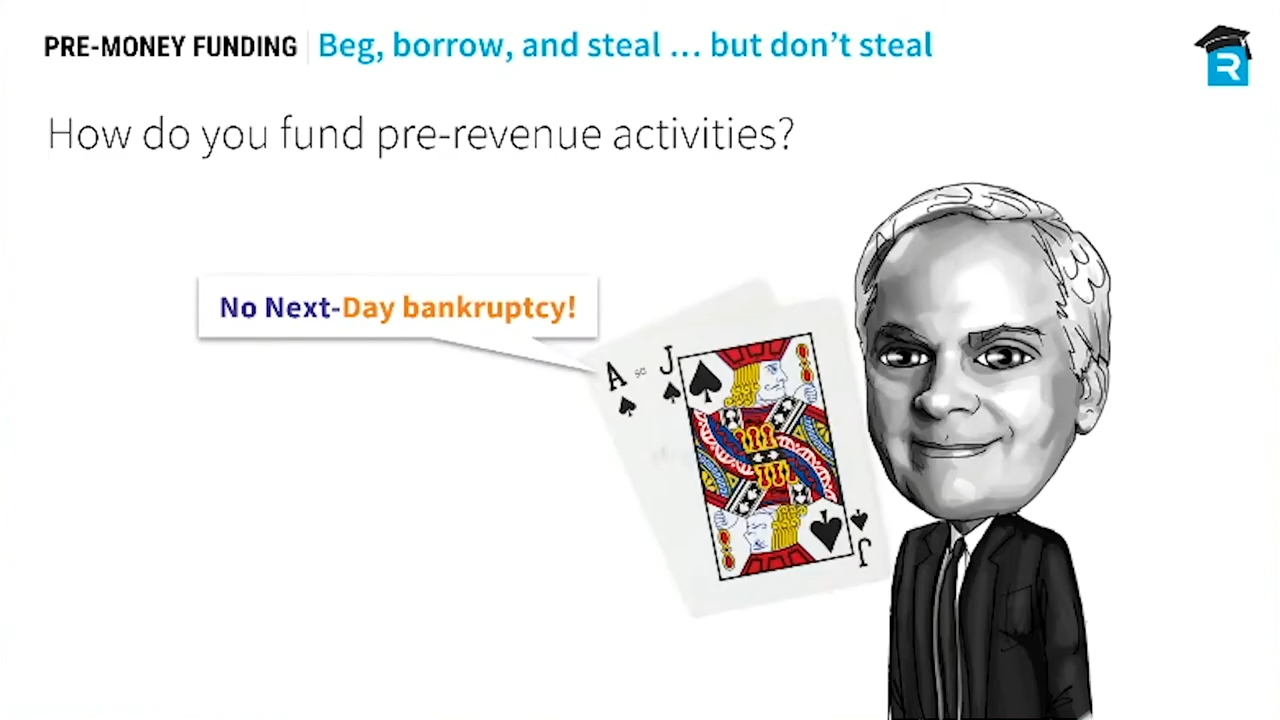 PRE-MONEY FUNDING Beg, borrow, and steal … but don’t steal
R
How do you fund pre-revenue activities?
No Next-Day bankruptcy!
A
J
J